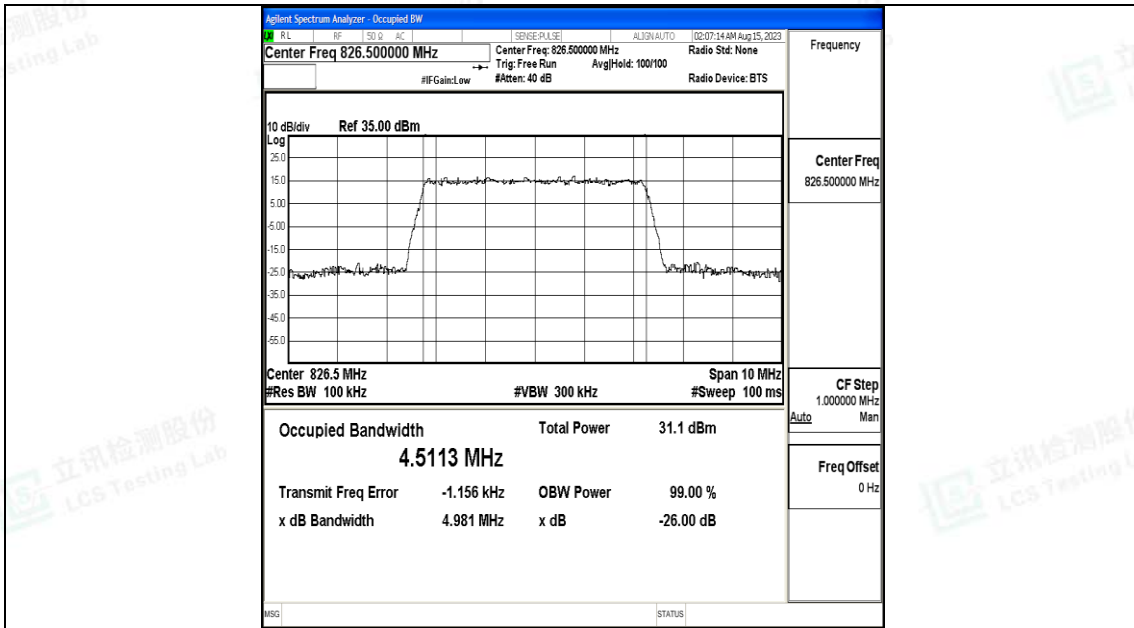 Agilent Spectrum Analyzer - Occupied BW
RL RF 50 Ω AC SENSE:PULSE ALIGN AUTO 02:07:14 AM Aug 15, 2023
Center Freq 826.500000 MHz
Center Freq: 826.500000 MHz
Radio Std: None
Trig: Free Run Avg|Hold: 100/100
#IFGain:Low
#Atten: 40 dB
Radio Device: BTS
Frequency
10 dB/div Ref 35.00 dBm
Log
25.0
15.0
5.00
-5.00
-15.0
-25.0
-35.0
-45.0
-55.0
Center 826.5 MHz
Span 10 MHz
#Res BW 100 kHz
#VBW 300 kHz
#Sweep 100 ms
Center Freq
826.500000 MHz
CF Step
1.000000 MHz
Auto Man
Freq Offset
0 Hz
Occupied Bandwidth
Total Power 31.1 dBm
4.5113 MHz
Transmit Freq Error -1.156 kHz OBW Power 99.00 %
x dB Bandwidth 4.981 MHz x dB -26.00 dB
MSG
STATUS
立讯检测股份
LCS Testing Lab